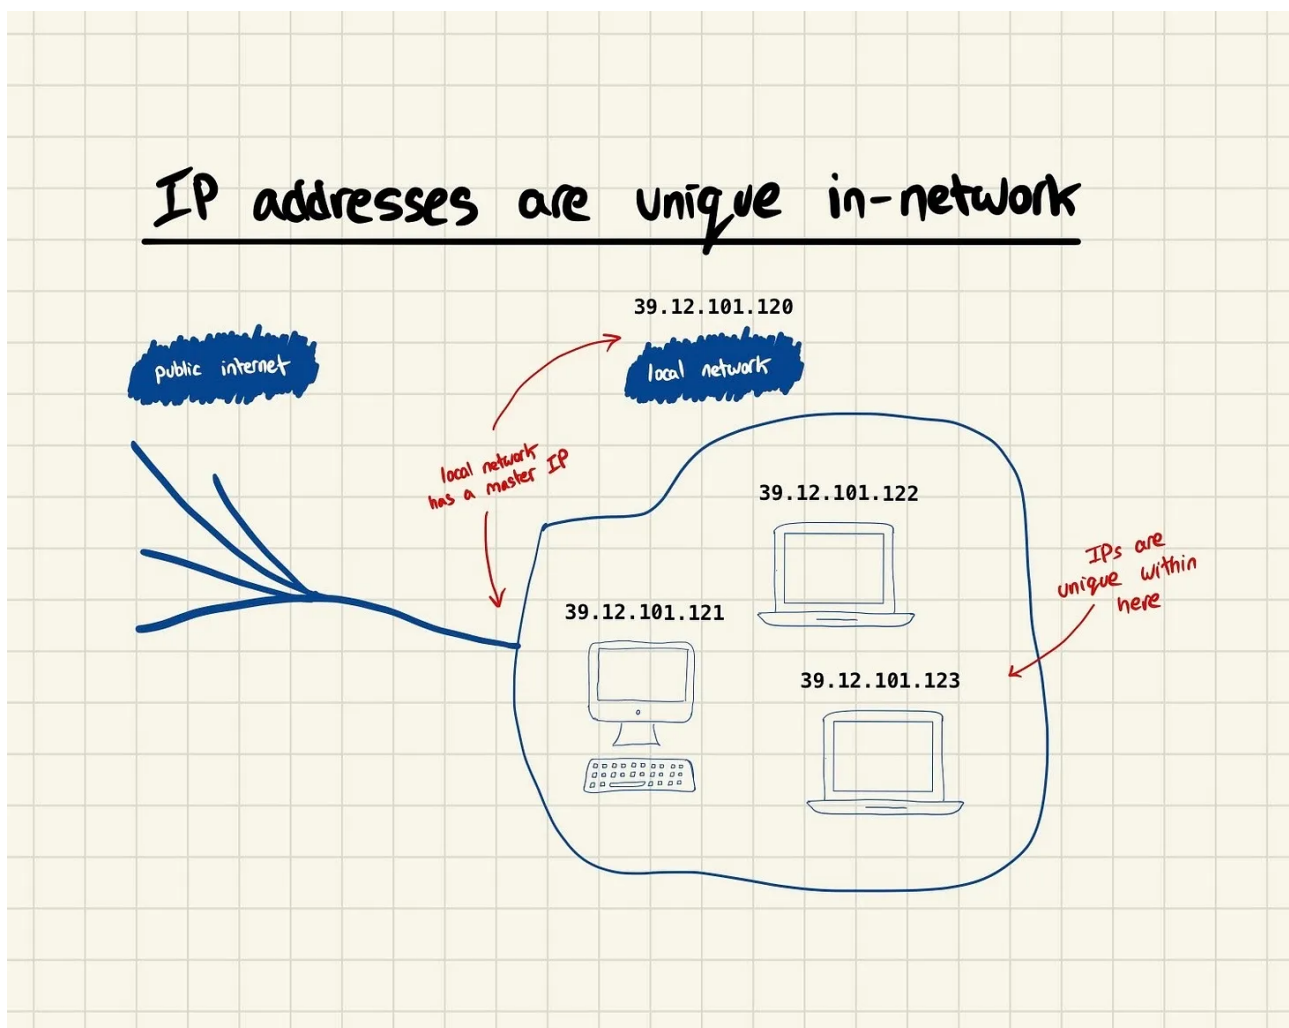 IP addresses are unique in-network
39.12.101.120
public internet
local network
local network
has a master IP
39.12.101.122
IPs are
unique within
here
39.12.101.121
39.12.101.123